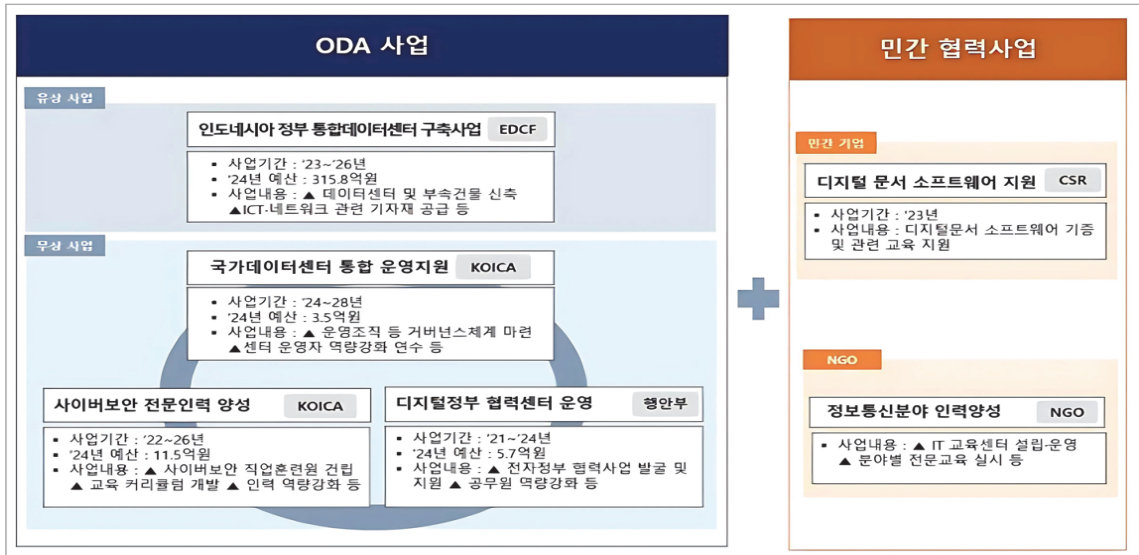 ODA 사업
유상 사업
인도네시아 정부 통합데이터센터 구축사업 EDCF
▪ 사업기간 : '23~'26년
▪ '24년 예산 : 315.8억원
▪ 사업내용 : ▲ 데이터센터 및 부속건물 신축
▲ICT-네트워크 관련 기자재 공급 등
무상 사업
국가데이터센터 통합 운영지원 KOICA
▪ 사업기간 : '24~28년
▪ '24년 예산 : 3.5억원
▪ 사업내용 : ▲ 운영조직 등 거버넌스체계 마련
▲센터 운영자 역량강화 연수 등
사이버보안 전문인력 양성 KOICA
▪ 사업기간 : '22~26년
▪ '24년 예산 : 11.5억원
▪ 사업내용 : ▲ 사이버보안 직업훈련원 건립
▲ 교육 커리큘럼 개발 ▲ 인력 역량강화 등
디지털정부 협력센터 운영 행안부
▪ 사업기간 : '21~'24년
▪ '24년 예산 : 5.7억원
▪ 사업내용 : ▲ 전자정부 협력사업 발굴 및
지원 ▲ 공무원 역량강화 등
민간 협력사업
민간 기업
디지털 문서 소프트웨어 지원 CSR
▪ 사업기간 : '23년
▪ 사업내용 : 디지털문서 소프트웨어 기증
및 관련 교육 지원
NGO
정보통신분야 인력양성 NGO
▪ 사업내용 : ▲ IT 교육센터 설립-운영
▲ 분야별 전문교육 실시 등